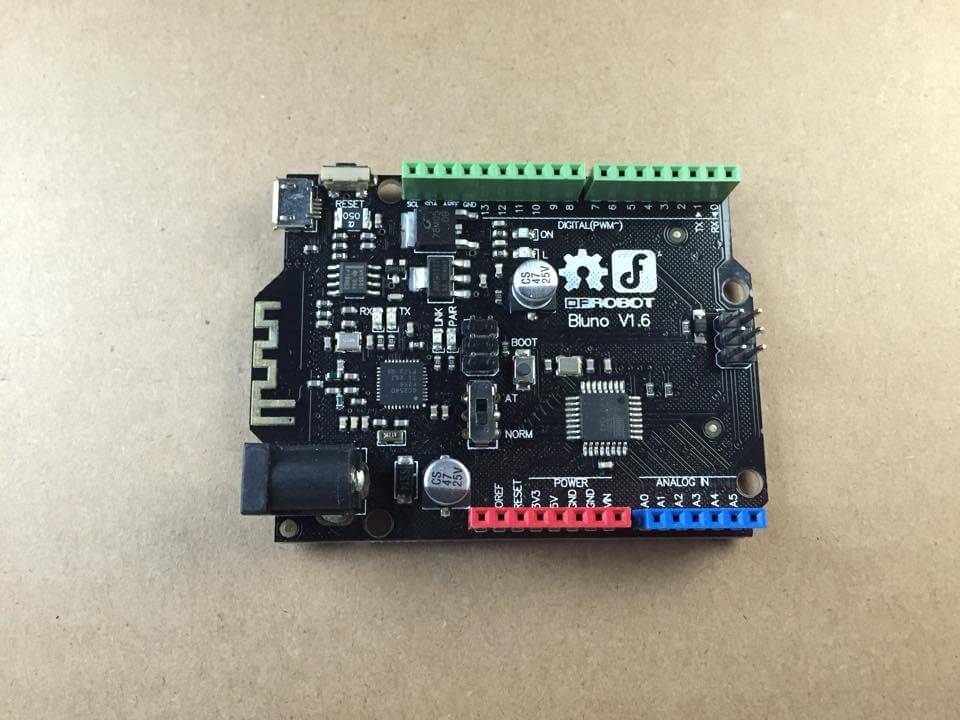 RESET
SCL SDA AREF GND
13
12
11
10
9
8
7
6
5
4
3
2
TX 1
RX 0
DIGITAL(PWM~)
050
78M05
ON
L
DFROBOT
Bluno V1.6
CS
47
25V
RX
TX
LINK
PAIR
BOOT
AT
NORM
CS
47
25V
POWER
IOREF
RESET
3V3
5V
GND
GND
VIN
ANALOG IN
A0
A1
A2
A3
A4
A5